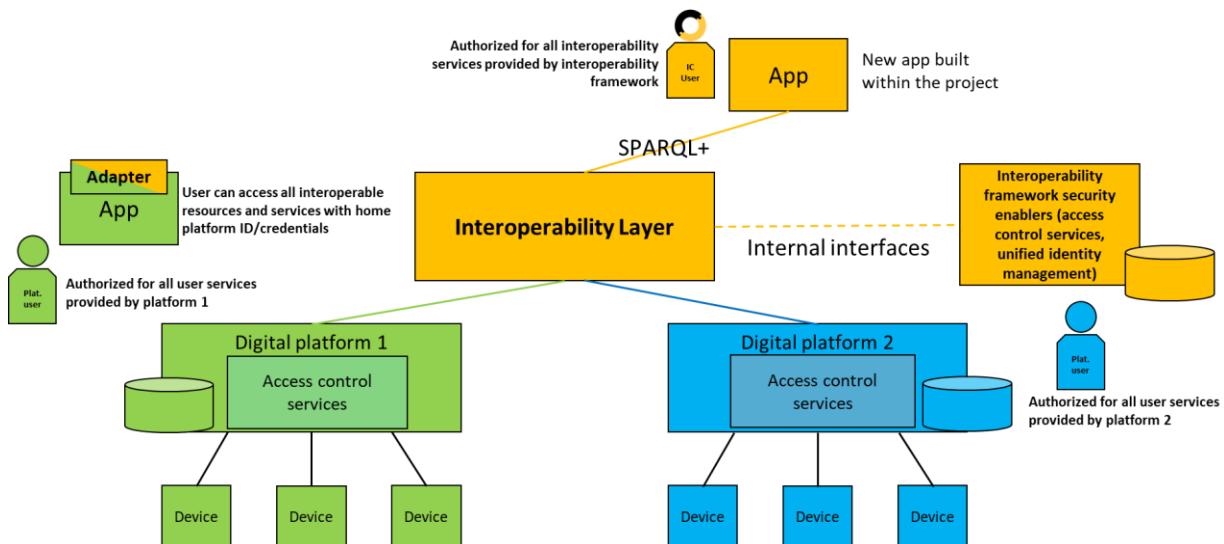 Authorized for all interoperability
services provided by interoperability
framework
IC
User
App
New app built
within the project
SPARQL+
Adapter
App
User can access all interoperable
resources and services with home
platform ID/credentials
Interoperability Layer
Internal interfaces
Interoperability
framework security
enablers (access
control services,
unified identity
management)
Plat.
user
Authorized for all user services
provided by platform 1
Digital platform 1
Access control
services
Device
Device
Device
Digital platform 2
Access control
services
Plat.
user
Authorized for all user services
provided by platform 2
Device
Device
Device